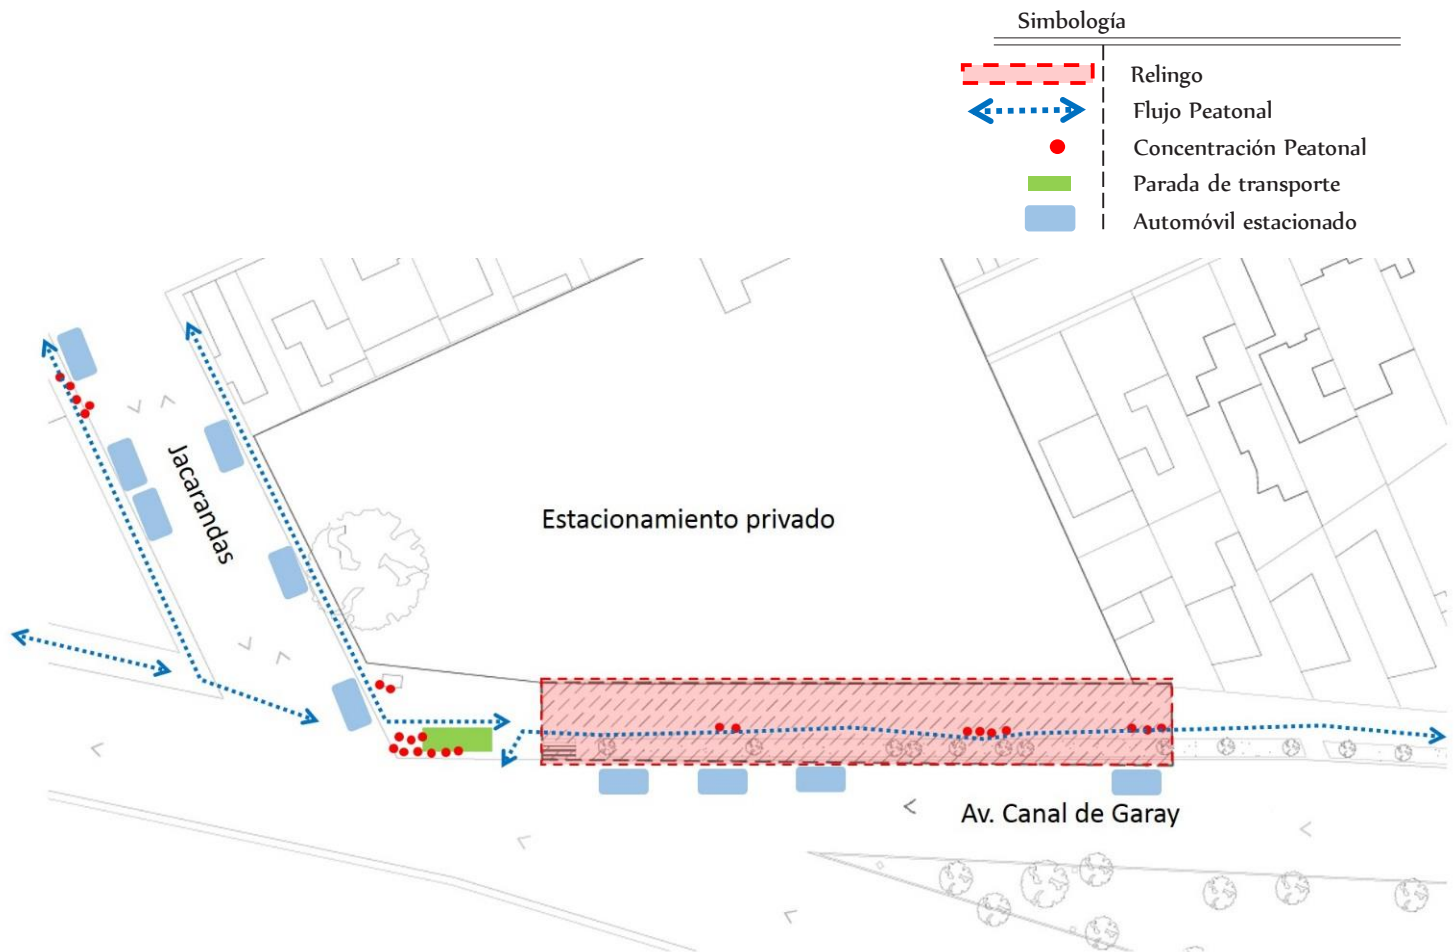 Simbología
Relingo
Flujo Peatonal
Concentración Peatonal
Parada de transporte
Automóvil estacionado
Jacarandas
Estacionamiento privado
Av. Canal de Garay